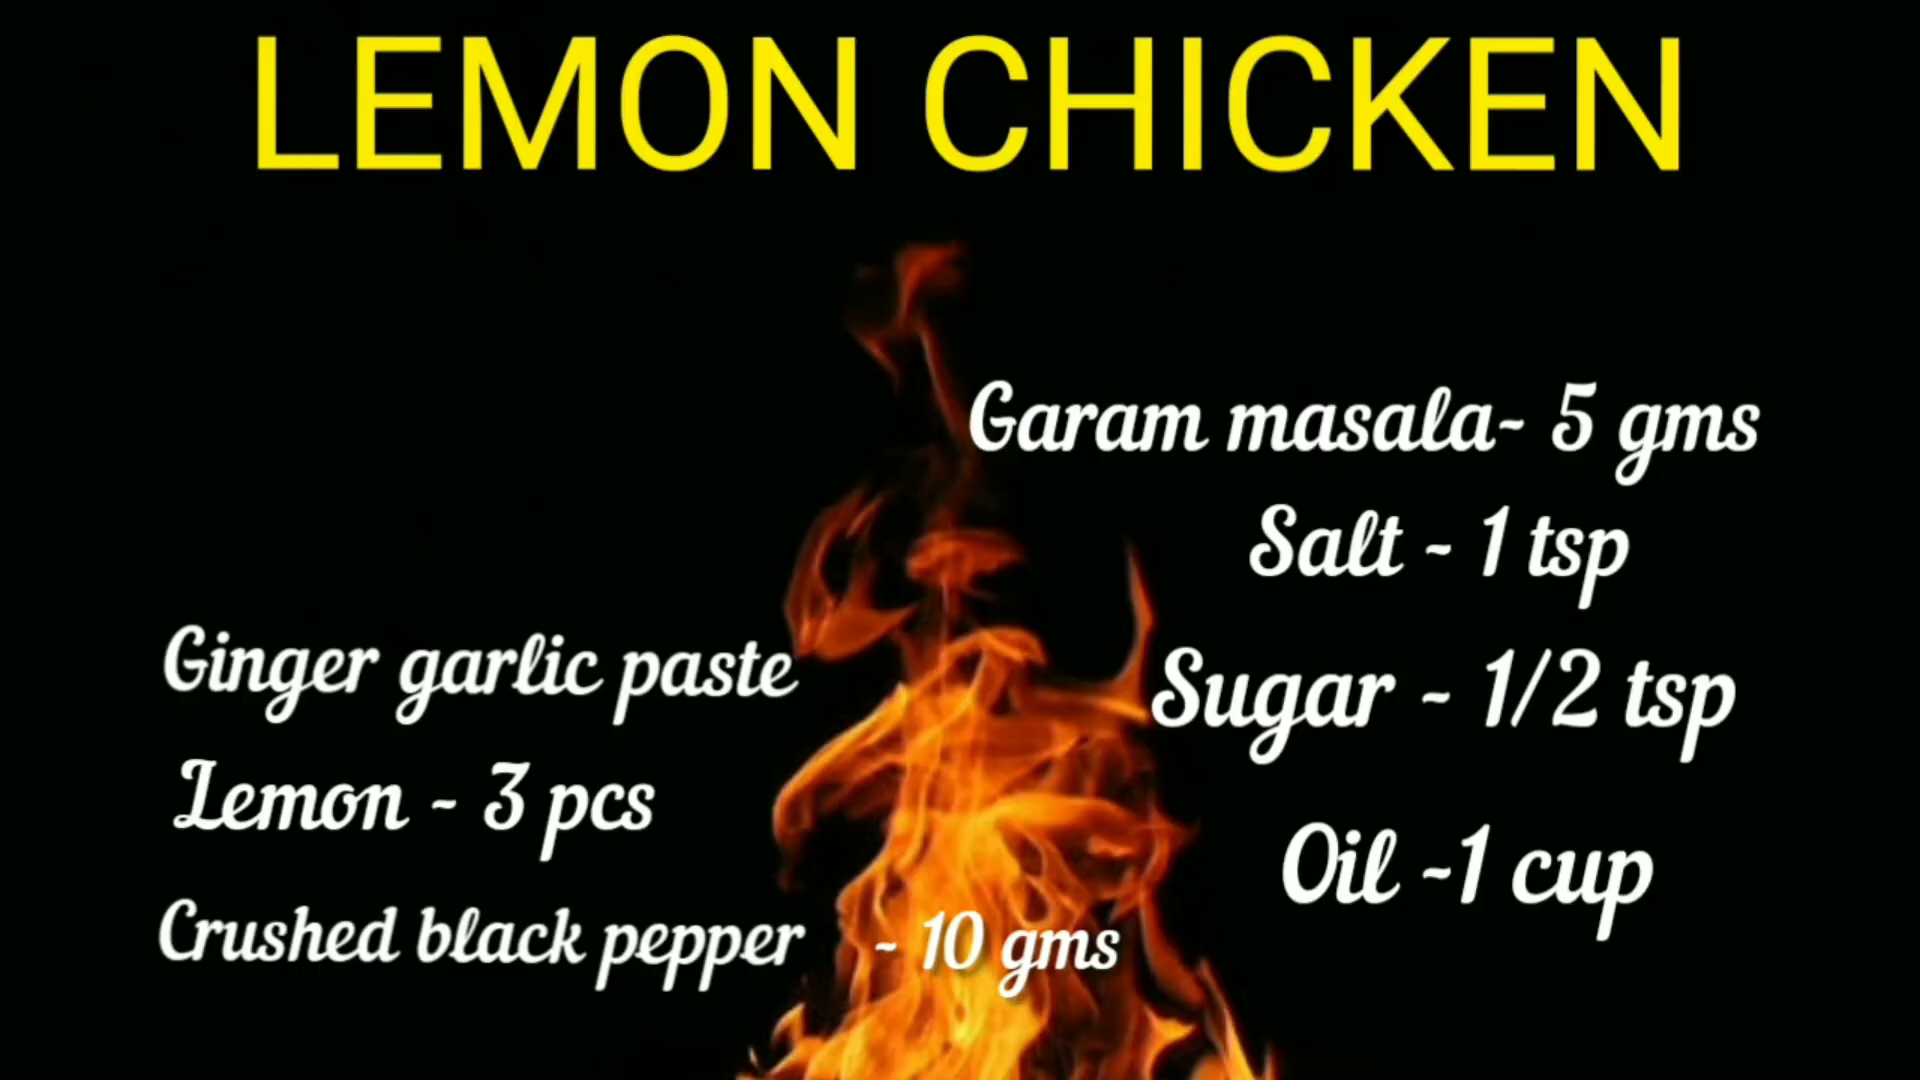 LEMON CHICKEN
Ginger garlic paste
Lemon - 3 pcs
Crushed black pepper - 10 gms
Garam masala- 5 gms
Salt - 1 tsp
Sugar - 1/2 tsp
Oil -1 cup